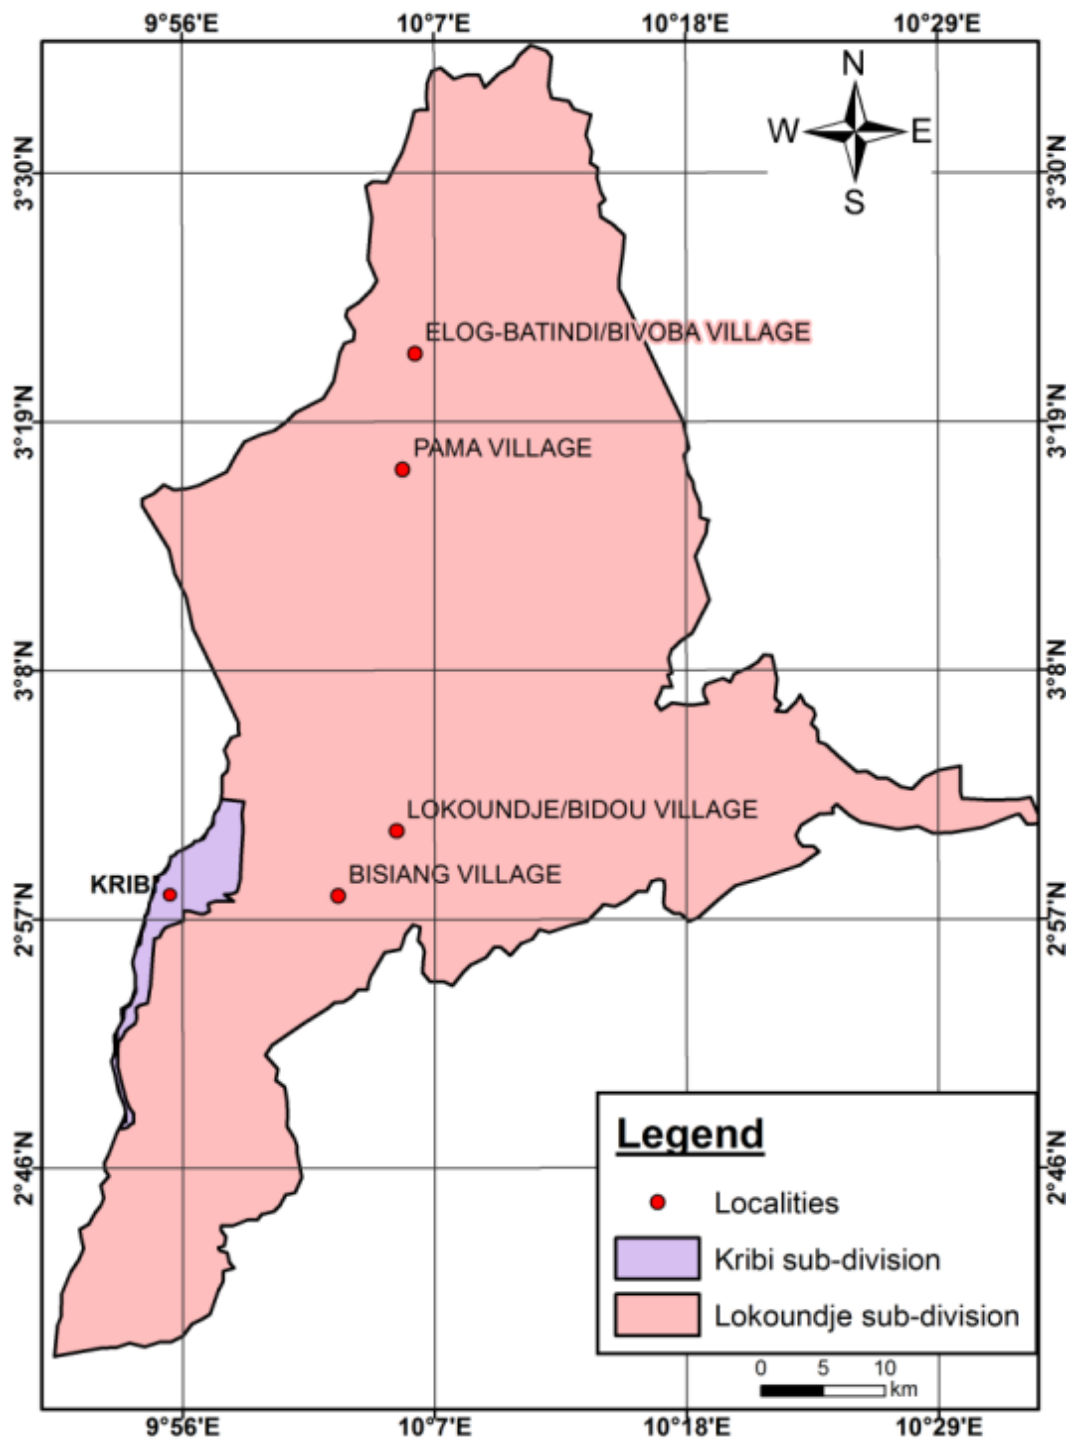 9°56'E 10°7'E 10°18'E 10°29'E
N
W E
S
3°30'N 3°30'N
ELOG-BATINDI/BIVOBA VILLAGE
3°19'N 3°19'N
PAMA VILLAGE
3°8'N 3°8'N
LOKOUNDJE/BIDOU VILLAGE
BISIANG VILLAGE
KRIBI
2°57'N 2°57'N
Legend
2°46'N 2°46'N
Localities
Kribi sub-division
Lokoundje sub-division
0 5 10
km
9°56'E 10°7'E 10°18'E 10°29'E